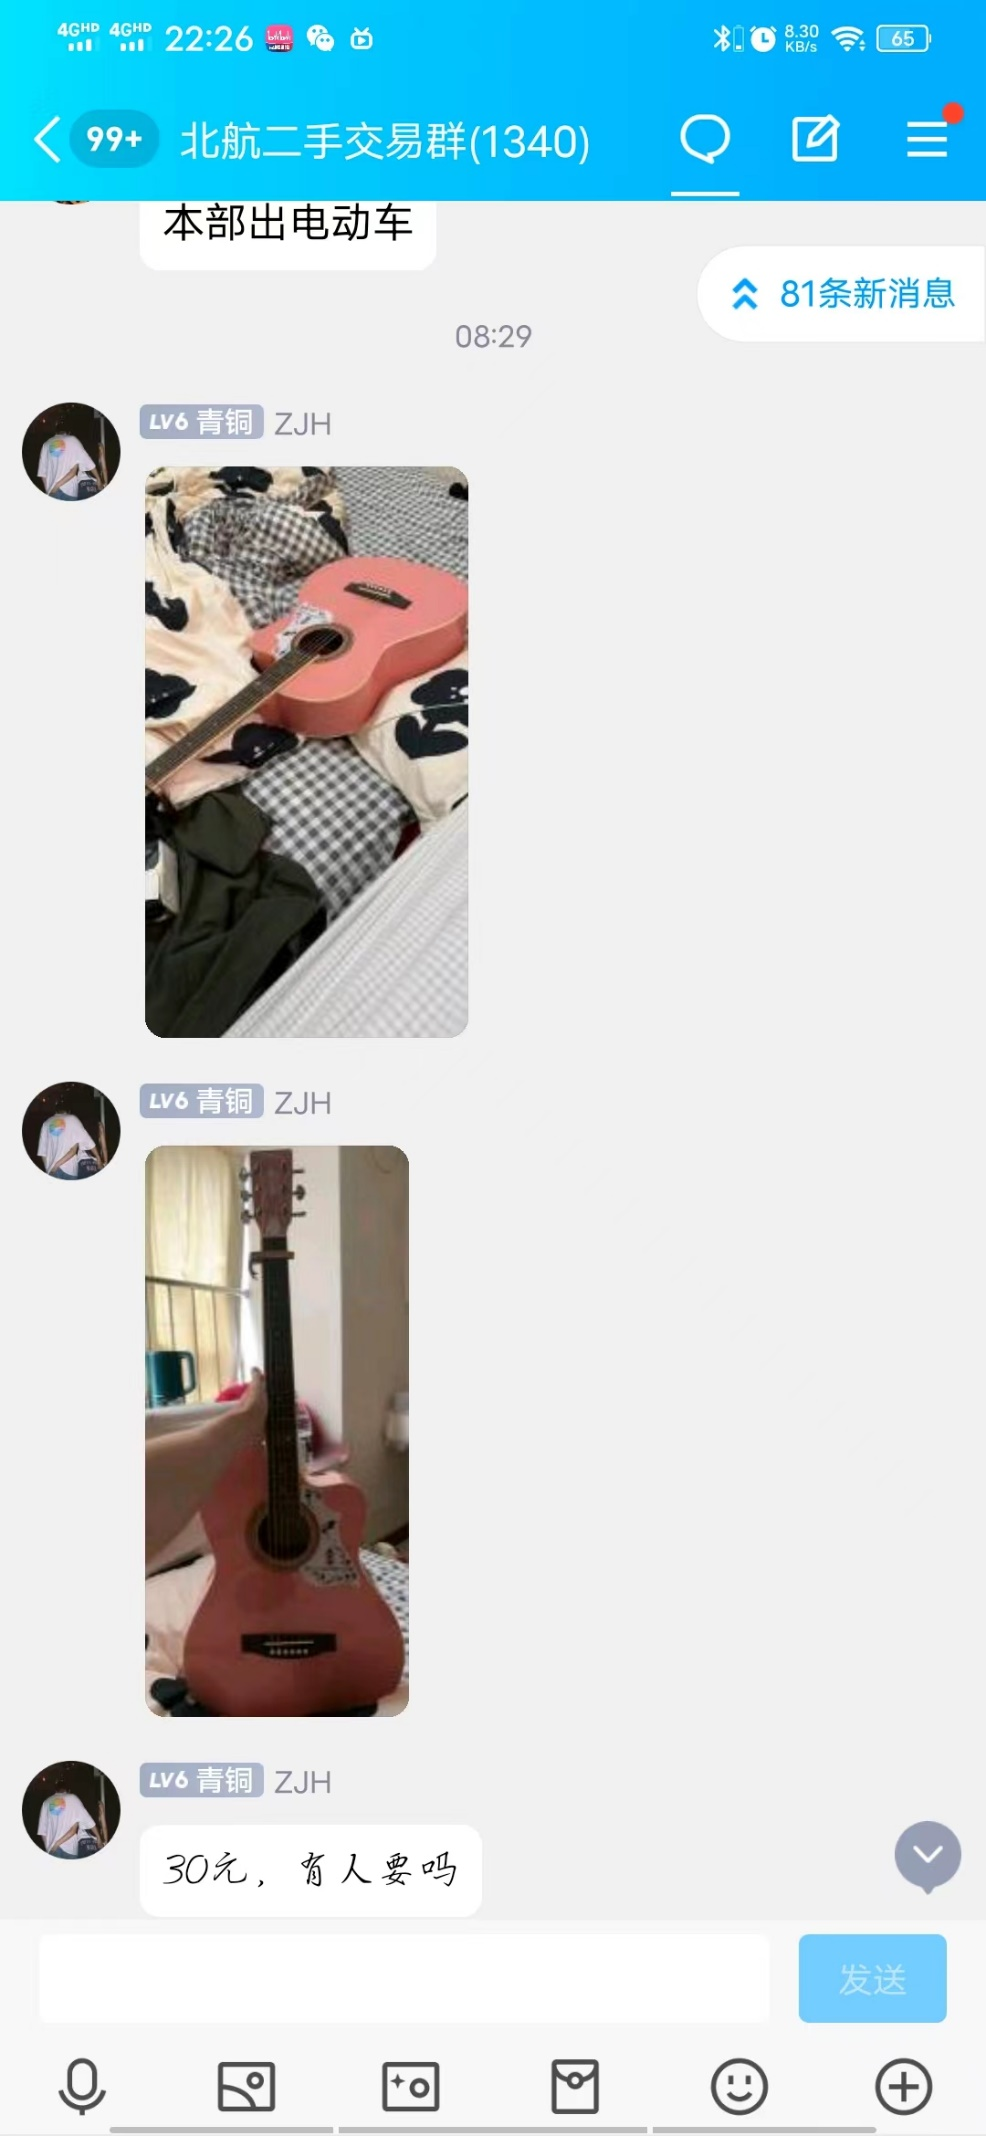 4GHD 4GHD 22:26 8.30 KB/s 65
99+ 北航二手交易群(1340)
本部出电动车
81条新消息
08:29
LV6 青铜 ZJH
LV6 青铜 ZJH
LV6 青铜 ZJH
30元，有人要吗
发送